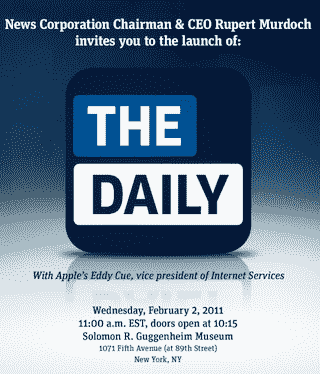 News Corporation Chairman & CEO Rupert Murdoch
invites you to the launch of:
THE
DAILY
With Apple's Eddy Cue, vice president of Internet Services
Wednesday, February 2, 2011
11:00 a.m. EST, doors open at 10:15
Solomon R. Guggenheim Museum
1071 Fifth Avenue (at 89th Street)
New York, NY